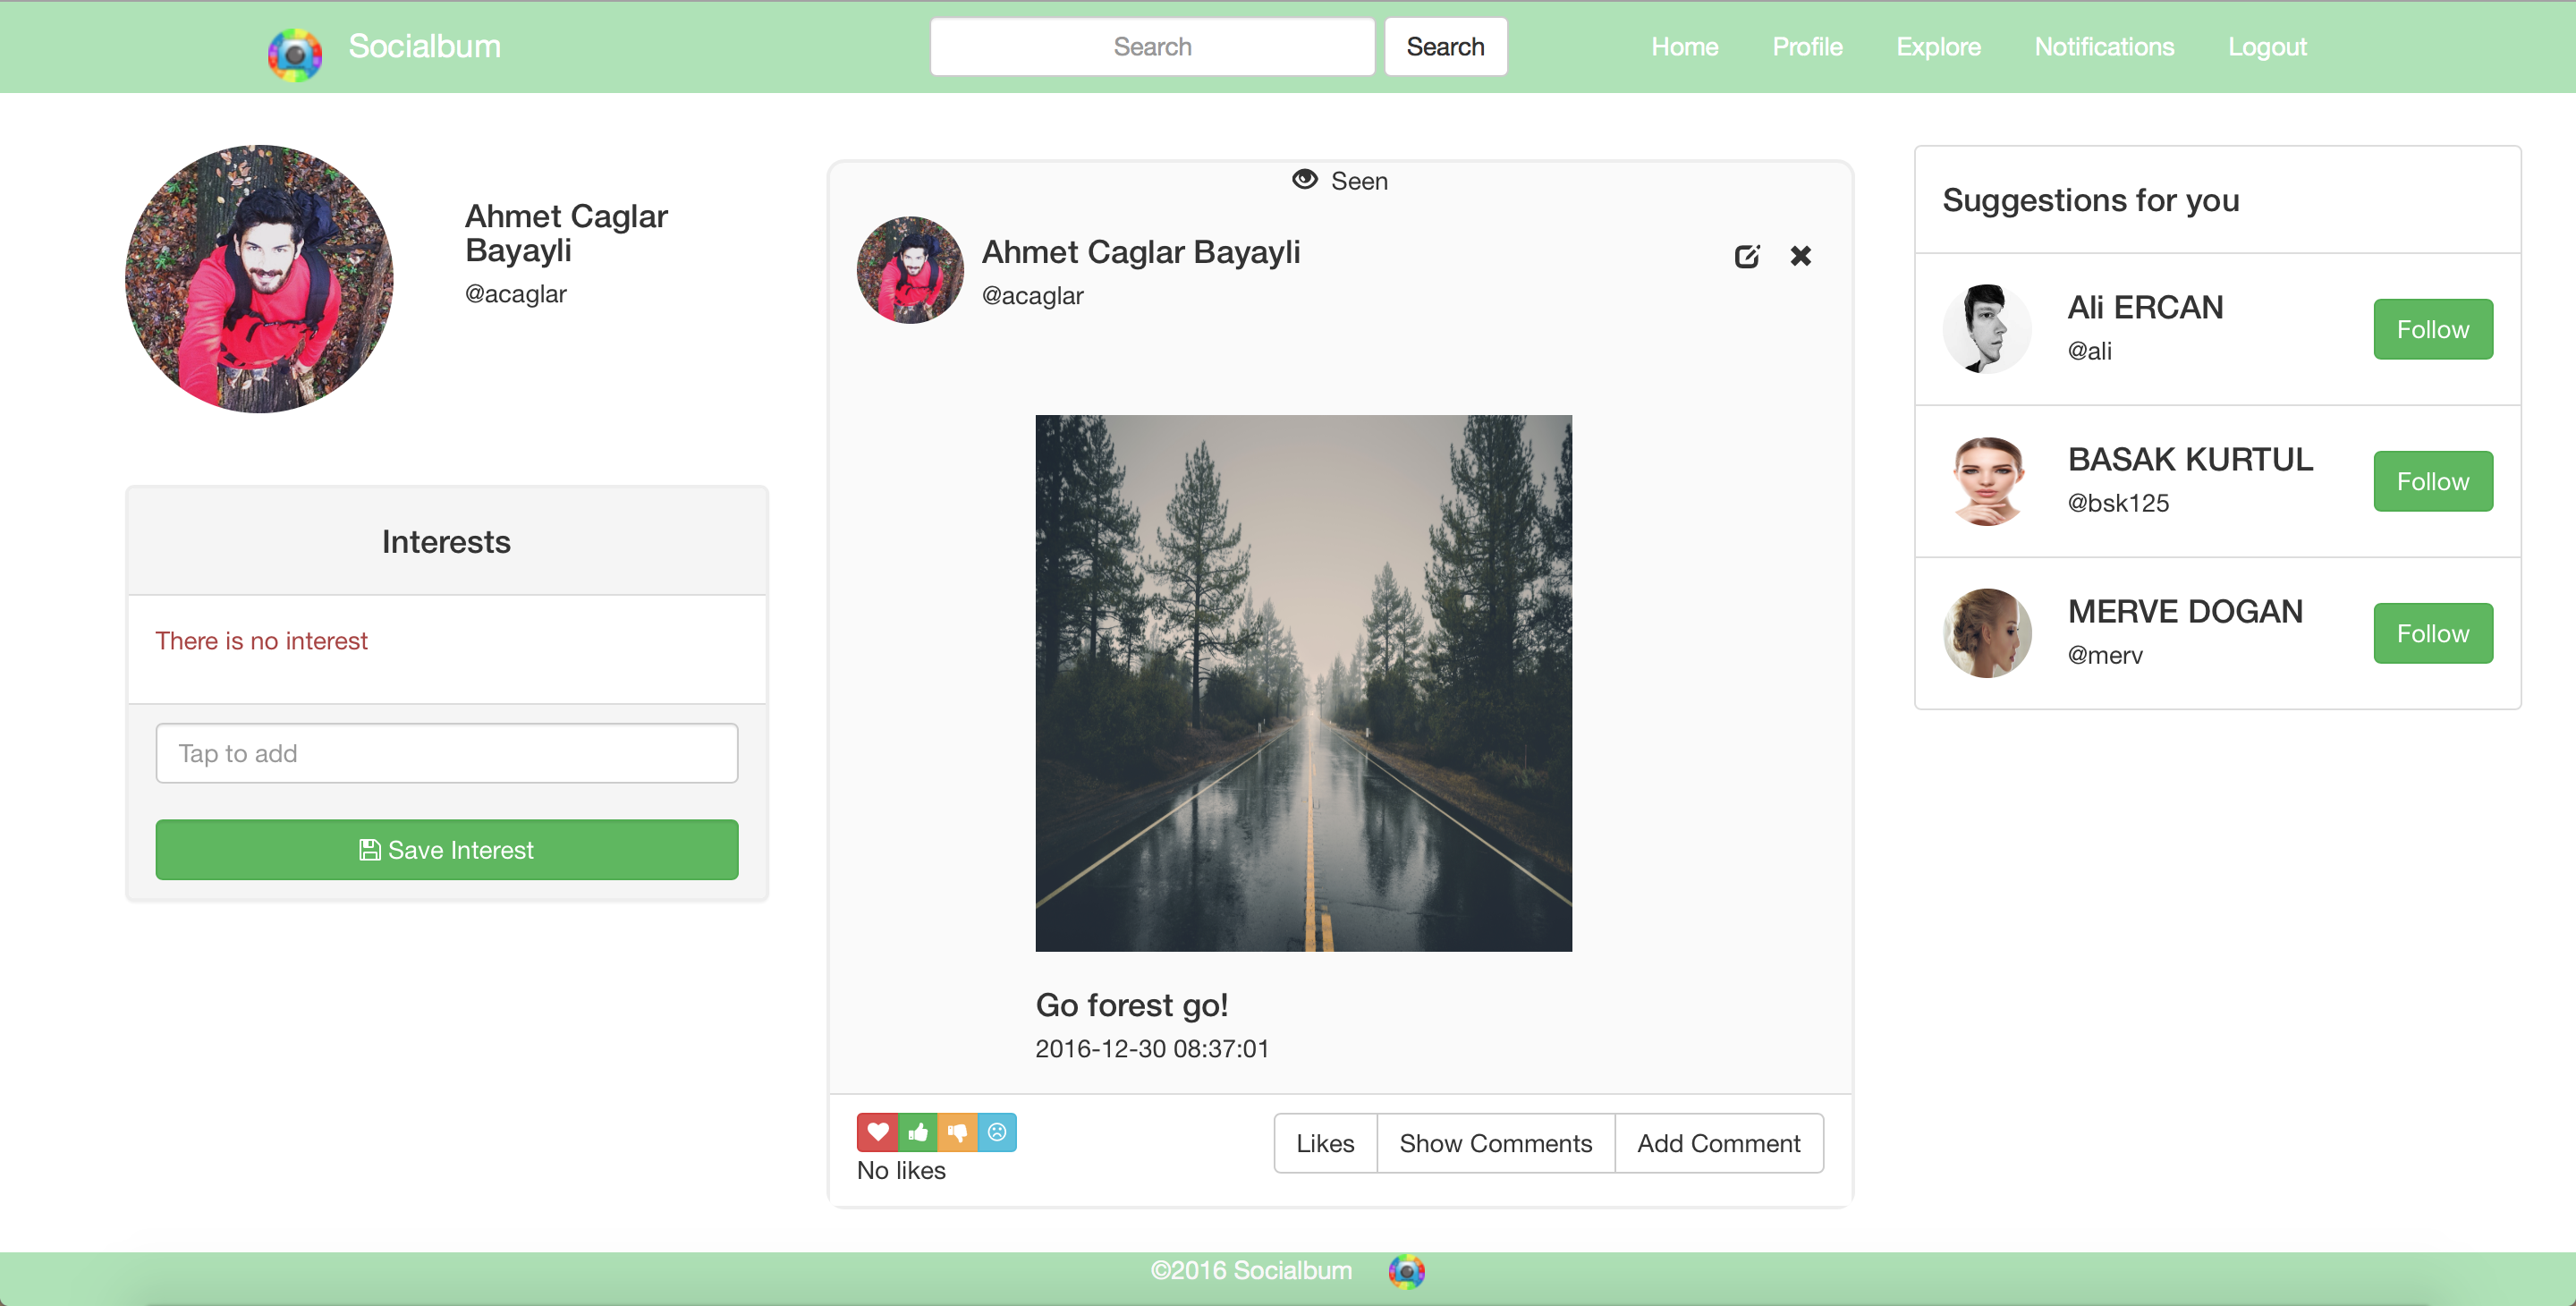 Socialbum
Search
Search
Home
Profile
Explore
Notifications
Logout
Ahmet Caglar
Bayayli
@acaglar
Interests
There is no interest
Tap to add
Save Interest
Seen
Ahmet Caglar Bayayli
@acaglar
Go forest go!
2016-12-30 08:37:01
No likes
Likes
Show Comments
Add Comment
Suggestions for you
Ali ERCAN
@ali
Follow
BASAK KURTUL
@bsk125
Follow
MERVE DOGAN
@merv
Follow
©2016 Socialbum